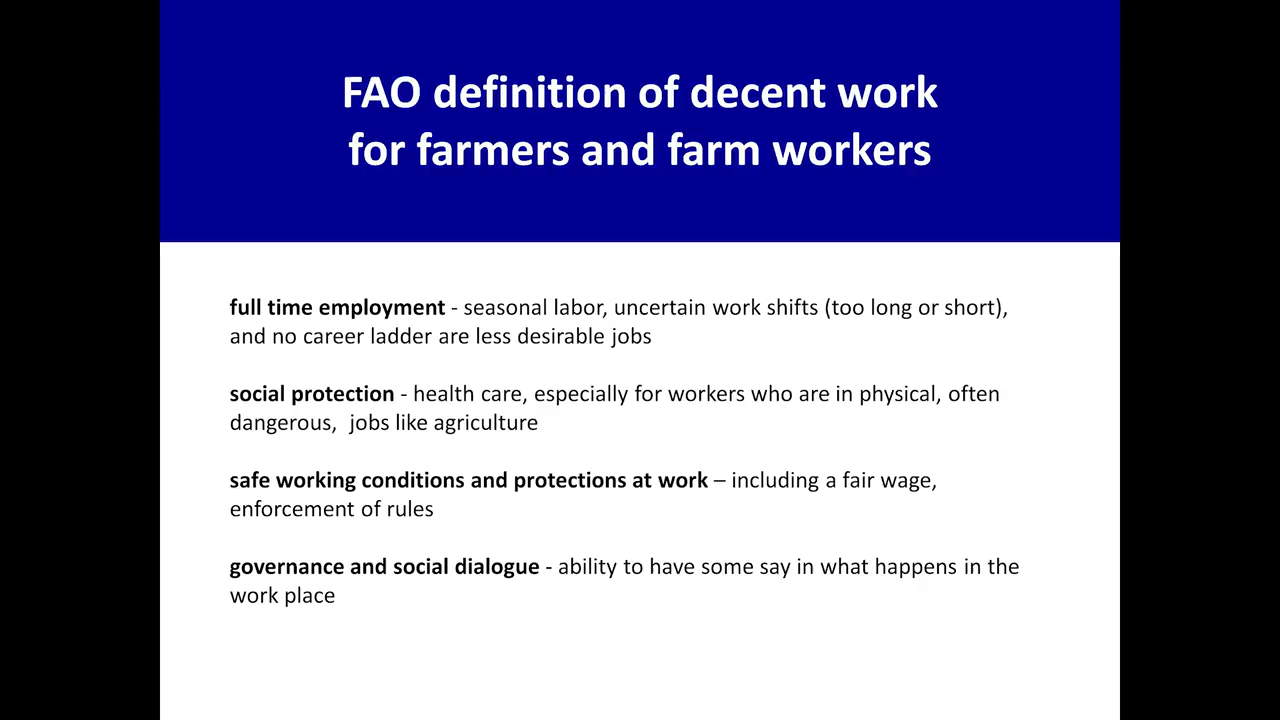 FAO definition of decent work
for farmers and farm workers
full time employment - seasonal labor, uncertain work shifts (too long or short),
and no career ladder are less desirable jobs
social protection - health care, especially for workers who are in physical, often
dangerous,  jobs like agriculture
safe working conditions and protections at work – including a fair wage,
enforcement of rules
governance and social dialogue - ability to have some say in what happens in the
work place